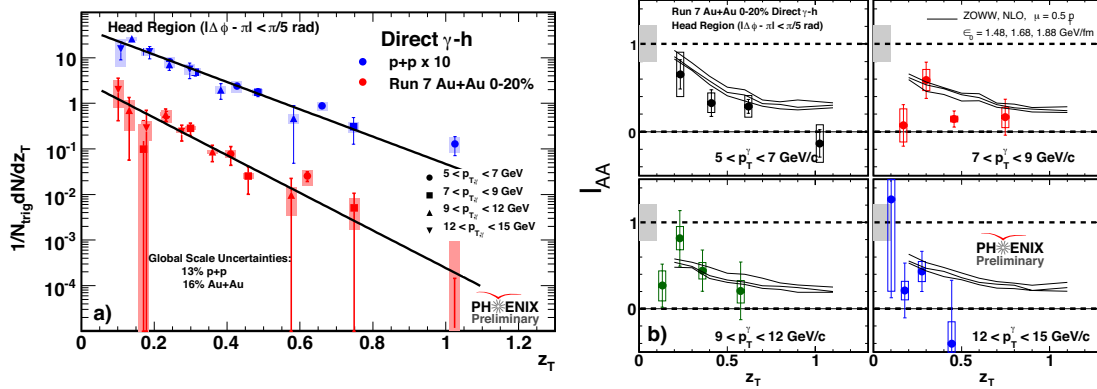 Head Region (|Δ ϕ - π| < π/5 rad)
Direct γ-h
p+p x 10
Run 7 Au+Au 0-20%
5 < p_T,γ < 7 GeV
7 < p_T,γ < 9 GeV
9 < p_T,γ < 12 GeV
12 < p_T,γ < 15 GeV
Global Scale Uncertainties:
13% p+p
16% Au+Au
a)
PHENIX
Preliminary
1/N_trig dN/dz_T
10
1
10^-1
10^-2
10^-3
10^-4
0 0.2 0.4 0.6 0.8 1 1.2
z_T
Run 7 Au+Au 0-20% Direct γ-h
Head Region (|Δ ϕ - π| < π/5 rad)
5 < p_T^γ < 7 GeV/c
ZOWW, NLO, μ = 0.5 p
ϵ_0 = 1.48, 1.68, 1.88 GeV/fm
7 < p_T^γ < 9 GeV/c
I_AA
1
0
1
0
b)
9 < p_T^γ < 12 GeV/c
PHENIX
Preliminary
12 < p_T^γ < 15 GeV/c
0 0.5 1
z_T
0 0.5 1
z_T